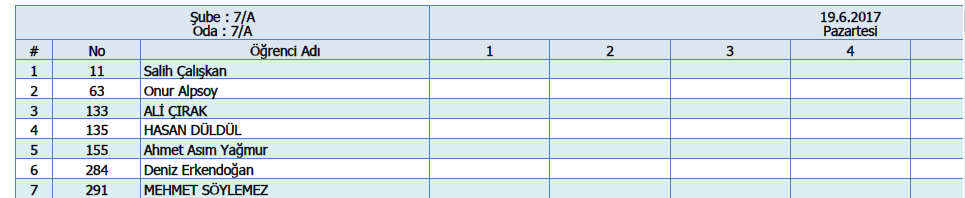 Şube : 7/A
Oda : 7/A
19.6.2017
Pazartesi
# No Öğrenci Adı 1 2 3 4
1 11 Salih Çalışkan
2 63 Onur Alpsoy
3 133 ALİ ÇIRAK
4 135 HASAN DÜLDÜL
5 155 Ahmet Asım Yağmur
6 284 Deniz Erkendoğan
7 291 MEHMET SÖYLEMEZ